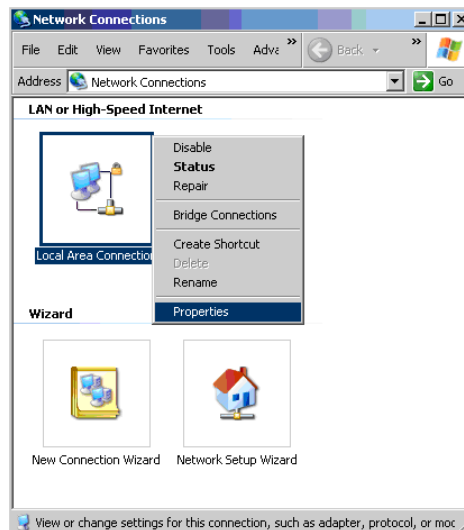 Network Connections
File Edit View Favorites Tools Adva » Back »
Address Network Connections Go
LAN or High-Speed Internet
Local Area Connection
Disable
Status
Repair
Bridge Connections
Create Shortcut
Delete
Rename
Properties
Wizard
New Connection Wizard Network Setup Wizard
View or change settings for this connection, such as adapter, protocol, or moc